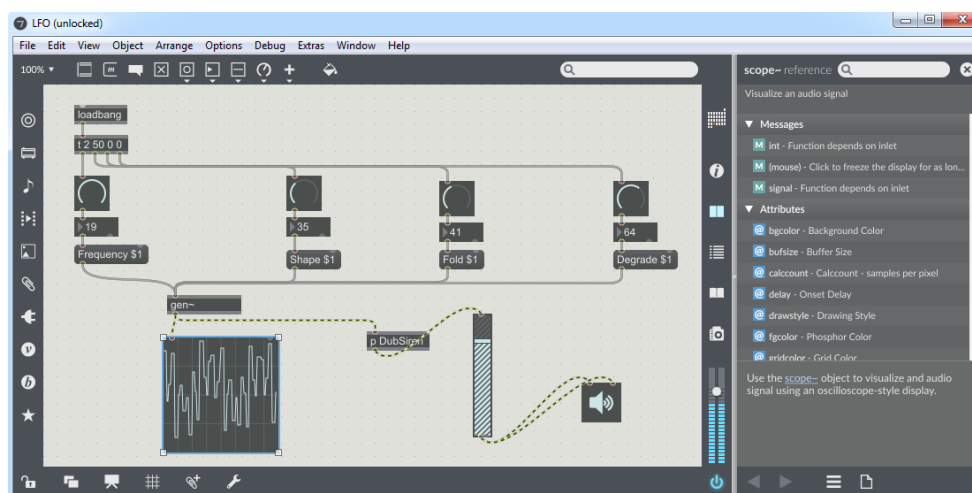 LFO (unlocked)
File Edit View Object Arrange Options Debug Extras Window Help
100%
scope~ reference
Visualize an audio signal
Messages
M int - Function depends on inlet
M (mouse) - Click to freeze the display for as lon...
M signal - Function depends on inlet
Attributes
@ bgcolor - Background Color
@ bufsize - Buffer Size
@ calccount - Calccount - samples per pixel
@ delay - Onset Delay
@ drawstyle - Drawing Style
@ fgcolor - Phosphor Color
@ gridcolor - Grid Color
Use the scope~ object to visualize and audio
signal using an oscilloscope-style display.
loadbang
t 2 50 0 0
19
35
41
64
Frequency $1
Shape $1
Fold $1
Degrade $1
gen~
p DubSiren